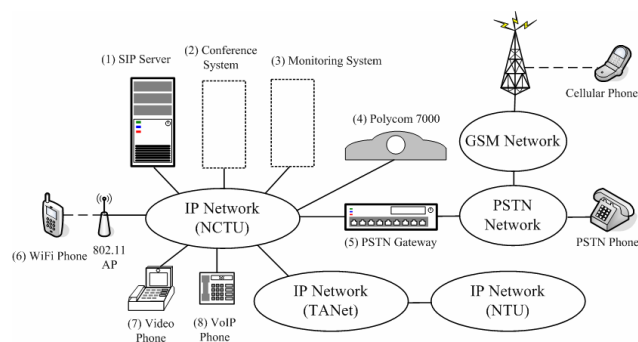 (1) SIP Server
(2) Conference
System
(3) Monitoring System
(4) Polycom 7000
Cellular Phone
GSM Network
IP Network
(NCTU)
PSTN
Network
(5) PSTN Gateway
PSTN Phone
(6) WiFi Phone
802.11
AP
(7) Video
Phone
(8) VoIP
Phone
IP Network
(TANet)
IP Network
(NTU)